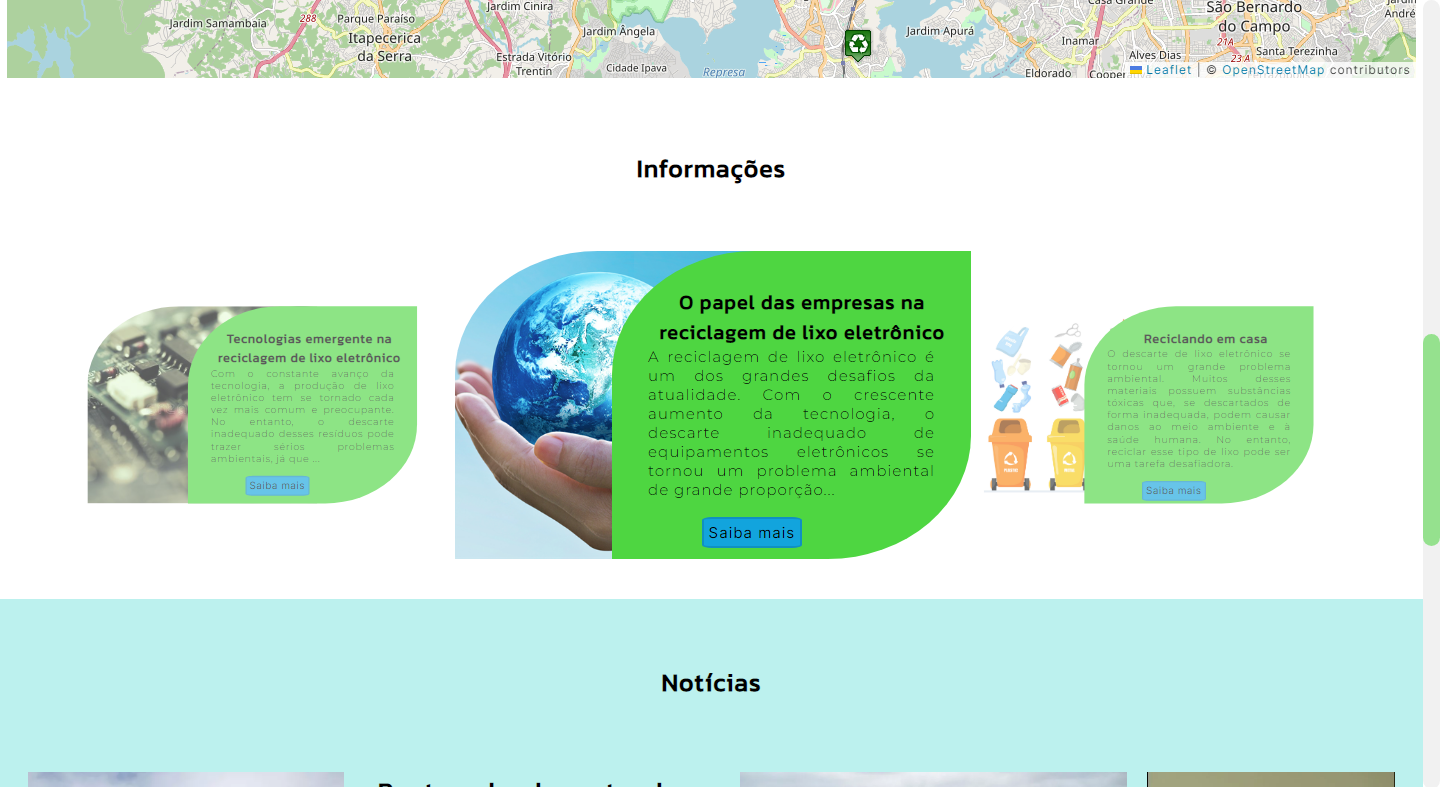 Jardim Cinira
Casa Grande
São Bernardo
do Campo
Jardim
André
Jardim Samambaia
288
Parque Paraíso
Itapecerica
da Serra
Jardim Ângela
Jardim Apurá
Inamar
21A
Alves Dias
Santa Terezinha
Estrada Vitório
Trentin
Cidade Ipava
Represa
Eldorado
23 A
Leaflet | © OpenStreetMap contributors
Informações
Tecnologias emergente na
reciclagem de lixo eletrônico
Com o constante avanço da
tecnologia, a produção de lixo
eletrônico tem se tornado cada
vez mais comum e preocupante.
No entanto, o descarte
inadequado desses resíduos pode
trazer sérios problemas
ambientais, já que ...
Saiba mais
O papel das empresas na
reciclagem de lixo eletrônico
A reciclagem de lixo eletrônico é
um dos grandes desafios da
atualidade. Com o crescente
aumento da tecnologia, o
descarte inadequado de
equipamentos eletrônicos se
tornou um problema ambiental
de grande proporção...
Saiba mais
Reciclando em casa
O descarte de lixo eletrônico se
tornou um grande problema
ambiental. Muitos desses
materiais possuem substâncias
tóxicas que, se descartados de
forma inadequada, podem causar
danos ao meio ambiente e à
saúde humana. No entanto,
reciclar esse tipo de lixo pode ser
uma tarefa desafiadora.
Saiba mais
Notícias